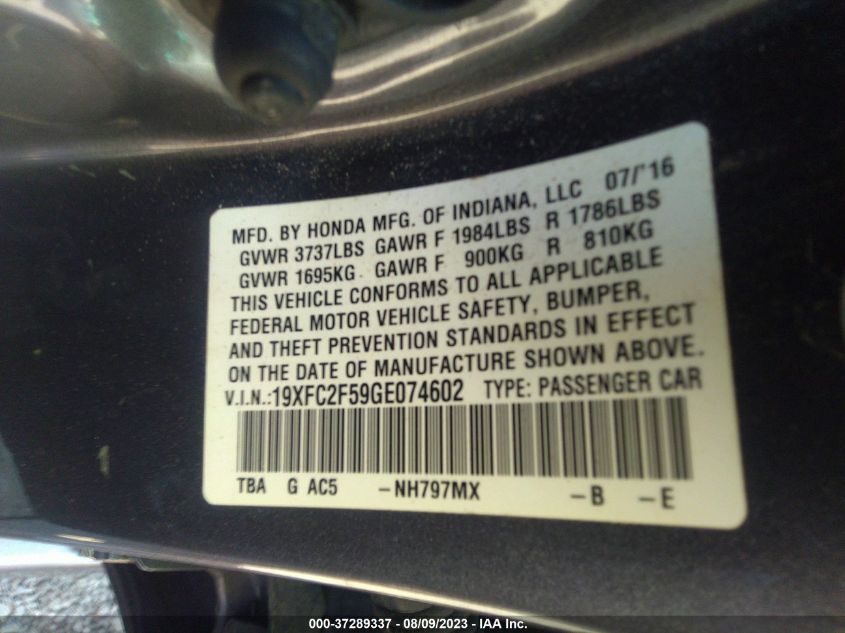 MFD. BY HONDA MFG. OF INDIANA, LLC 07/'16
GVWR 3737LBS GAWR F 1984LBS R 1786LBS
GVWR 1695KG GAWR F 900KG R 810KG
THIS VEHICLE CONFORMS TO ALL APPLICABLE
FEDERAL MOTOR VEHICLE SAFETY, BUMPER,
AND THEFT PREVENTION STANDARDS IN EFFECT
ON THE DATE OF MANUFACTURE SHOWN ABOVE.
V.I.N.:19XFC2F59GE074602 TYPE: PASSENGER CAR
TBA G AC5 -NH797MX -B -E
000-37289337 - 08/09/2023 - IAA Inc.